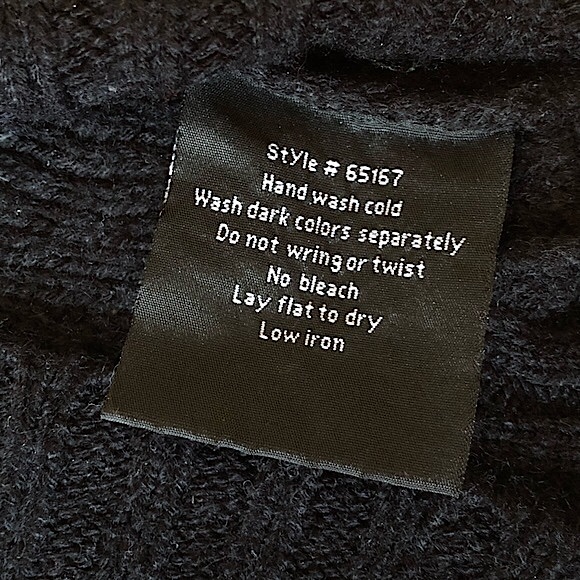 Style # 65167
Hand wash cold
Wash dark colors separately
Do not wring or twist
No bleach
Lay flat to dry
Low iron